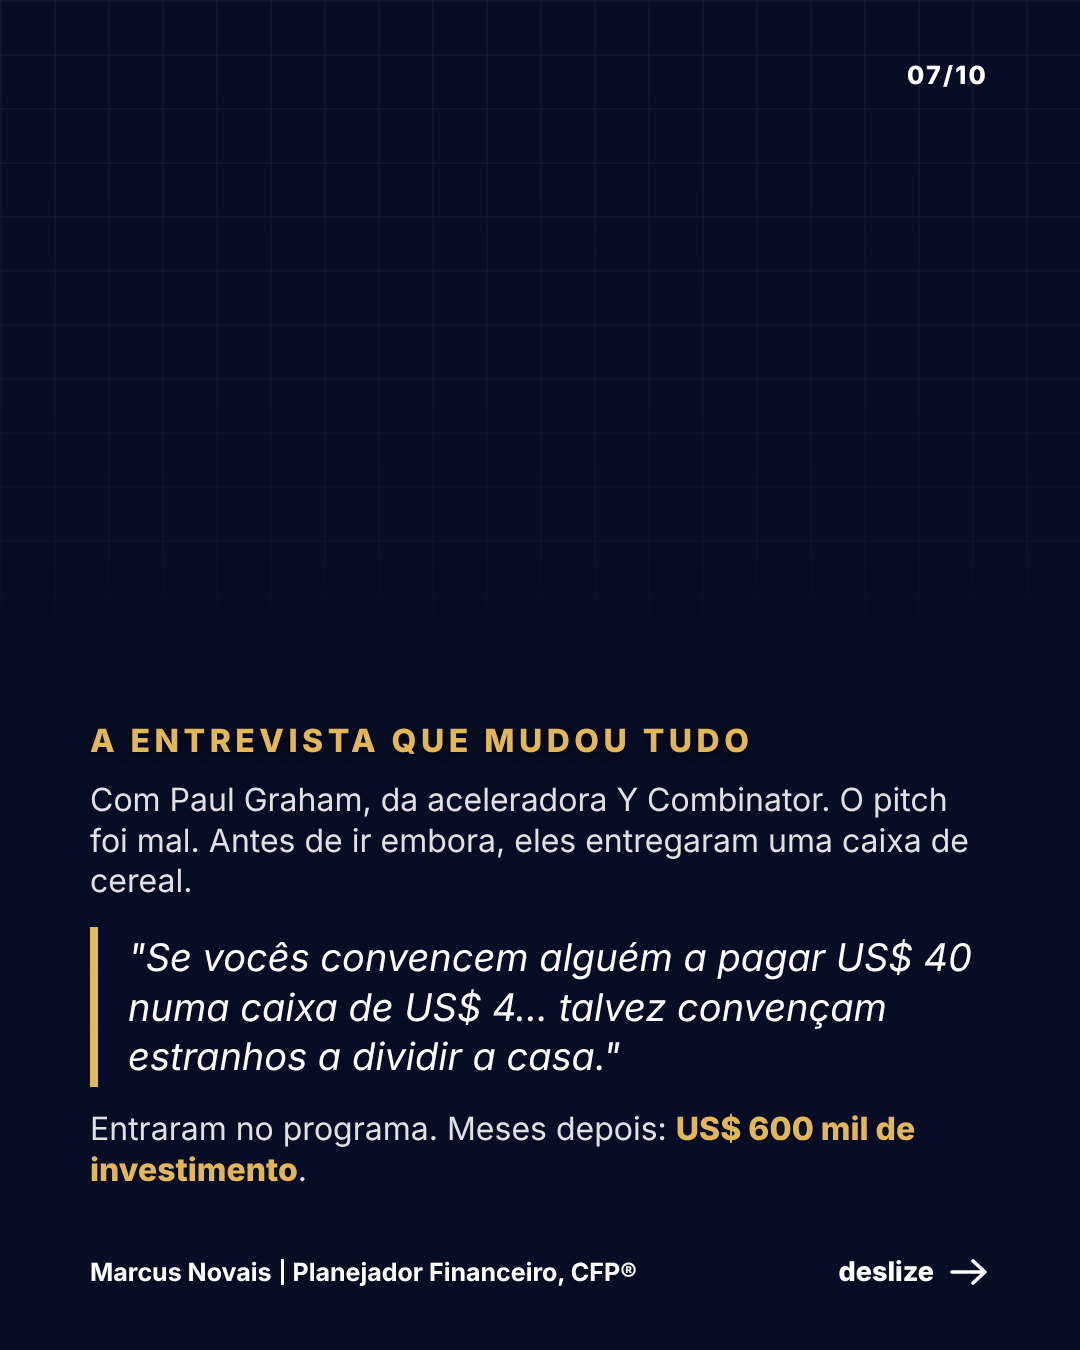 07/10
A ENTREVISTA QUE MUDOU TUDO
Com Paul Graham, da aceleradora Y Combinator. O pitch
foi mal. Antes de ir embora, eles entregaram uma caixa de
cereal.
"Se vocês convencem alguém a pagar US$ 40
numa caixa de US$ 4... talvez convençam
estranhos a dividir a casa."
Entraram no programa. Meses depois: US$ 600 mil de
investimento.
Marcus Novais | Planejador Financeiro, CFP®
deslize →